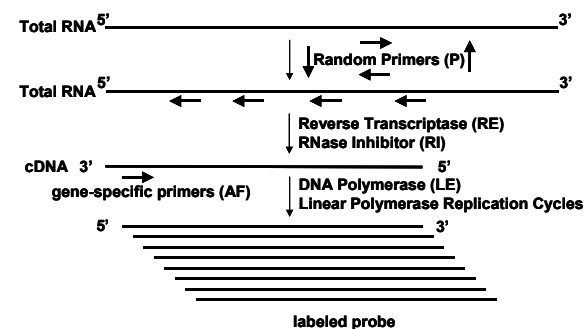 Total RNA 5' 3'
Random Primers (P)
Total RNA 5' 3'
Reverse Transcriptase (RE)
RNase Inhibitor (RI)
cDNA 3' 5'
gene-specific primers (AF)
DNA Polymerase (LE)
Linear Polymerase Replication Cycles
5' 3'
labeled probe